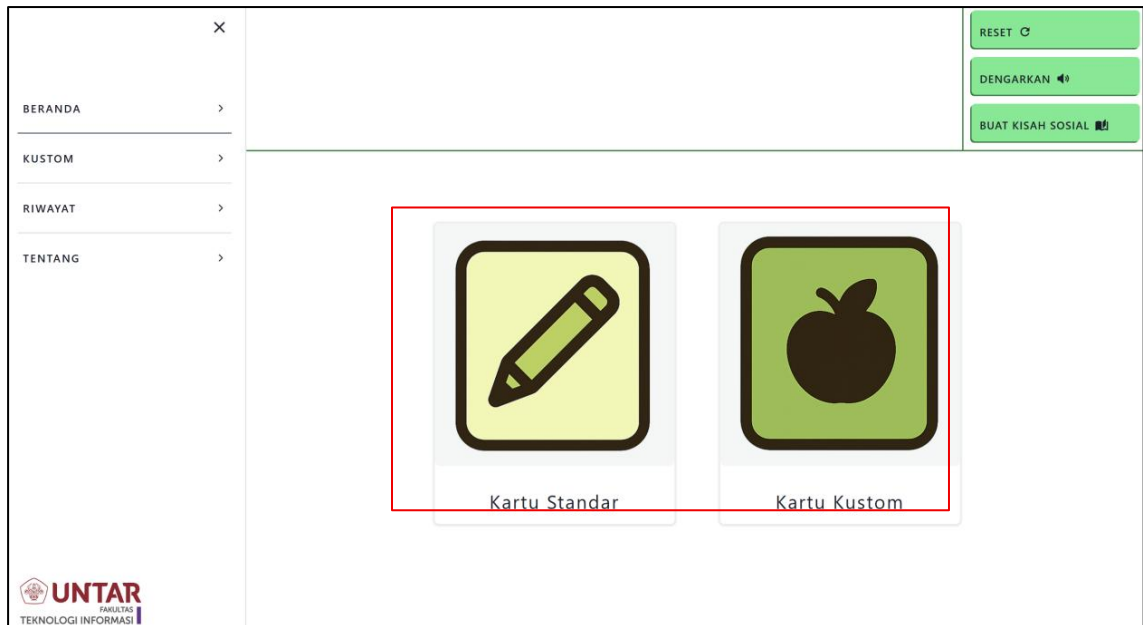 BERANDA
KUSTOM
RIWAYAT
TENTANG
UNTAR
FAKULTAS
TEKNOLOGI INFORMASI
RESET
DENGARKAN
BUAT KISAH SOSIAL
Kartu Standar
Kartu Kustom